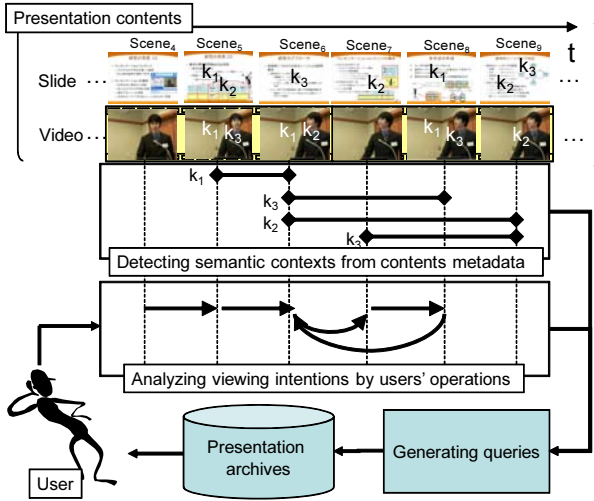 Presentation contents
t
Scene4 Scene5 Scene6 Scene7 Scene8 Scene9
Slide ... k1 k2 k3 k2 k1 k3 k2 ...
Video ... k1 k3 k1 k2 k1 k3 k2 ...
k1
k3
k2
k3
Detecting semantic contexts from contents metadata
Analyzing viewing intentions by users' operations
Presentation archives
Generating queries
User